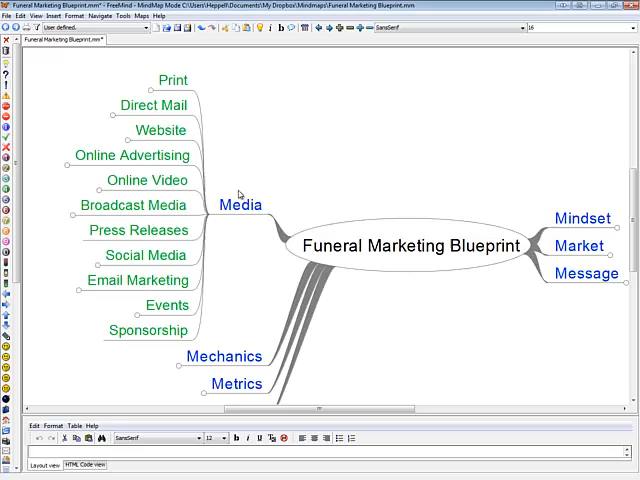 Funeral Marketing Blueprint.mm* - FreeMind - MindMap Mode C:\Users\Heppell\Documents\My Dropbox\Mindmaps\Funeral Marketing Blueprint.mm
File Edit View Insert Format Navigate Tools Maps Help
User defined.
SansSerif
16
Funeral Marketing Blueprint.mm*
Print
Direct Mail
Website
Online Advertising
Online Video
Broadcast Media
Press Releases
Social Media
Email Marketing
Events
Sponsorship
Media
Mechanics
Metrics
Funeral Marketing Blueprint
Mindset
Market
Message
Edit Format Table Help
SansSerif
12
b i U
Layout view HTML Code view